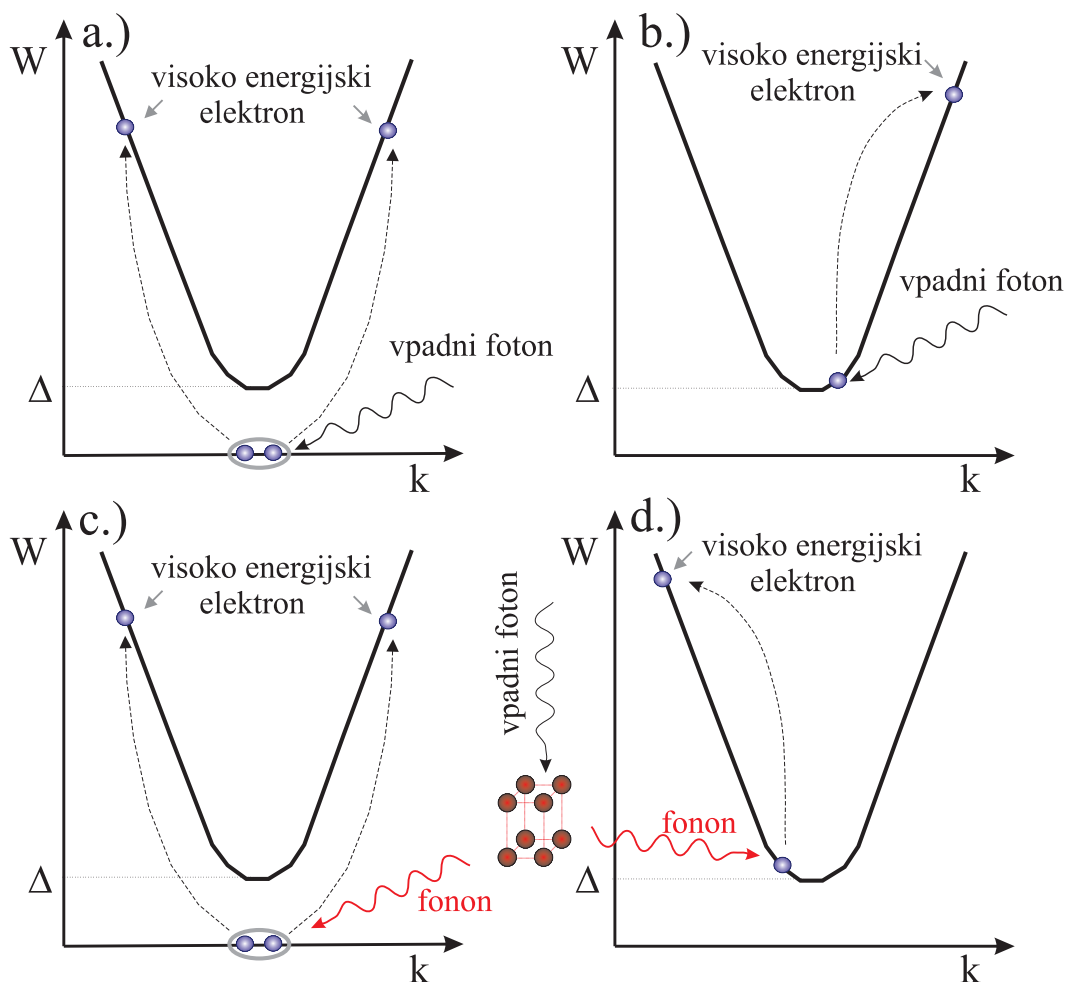 a.)
W
visoko energijski
elektron
vpadni foton
Δ
k
b.)
W
visoko energijski
elektron
vpadni foton
Δ
k
c.)
W
visoko energijski
elektron
vpadni foton
fonon
Δ
k
d.)
W
visoko energijski
elektron
fonon
Δ
k